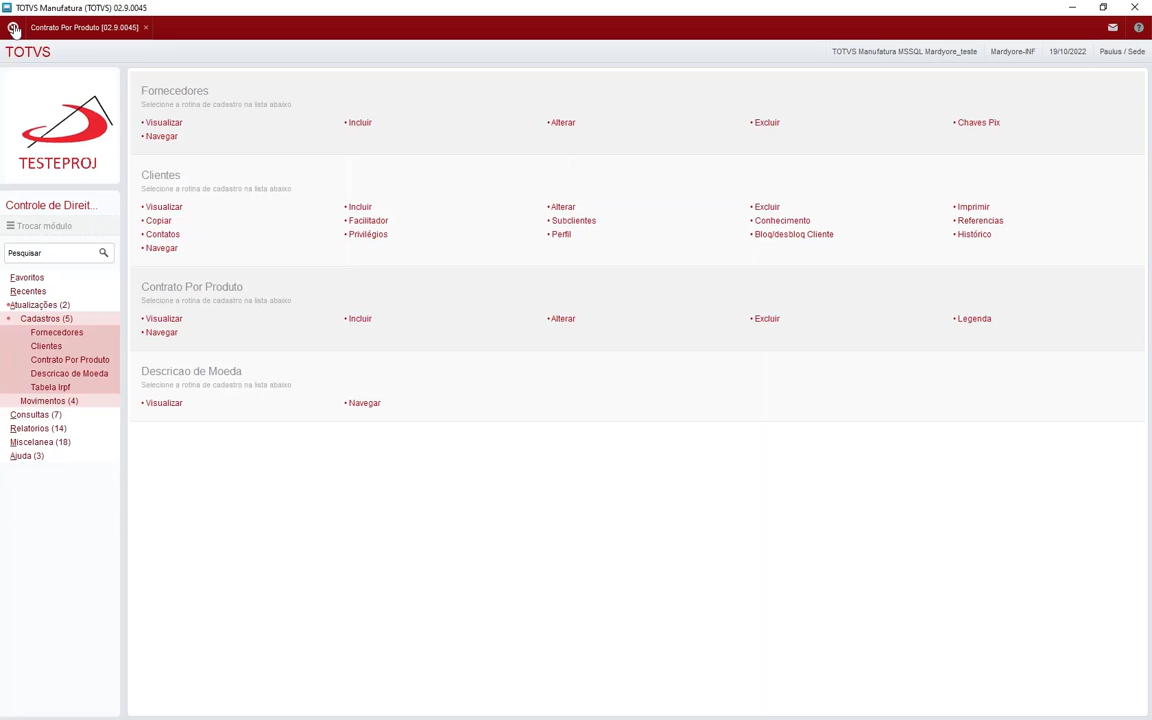 TOTVS Manufatura (TOTVS) 02.9.0045
Contrato Por Produto [02.9.0045] ×
TOTVS
TOTVS Manufatura MSSQL Mardyore_teste Mardyore-INF 19/10/2022 Paulus / Sede
TESTEPROJ
Controle de Direit...
Trocar módulo
Pesquisar
Favoritos
Recentes
Atualizações (2)
Cadastros (5)
Fornecedores
Clientes
Contrato Por Produto
Descricao de Moeda
Tabela Irpf
Movimentos (4)
Consultas (7)
Relatorios (14)
Miscelanea (18)
Ajuda (3)
Fornecedores
Selecione a rotina de cadastro na lista abaixo
• Visualizar • Incluir • Alterar • Excluir • Chaves Pix
• Navegar
Clientes
Selecione a rotina de cadastro na lista abaixo
• Visualizar • Incluir • Alterar • Excluir • Imprimir
• Copiar • Facilitador • Subclientes • Conhecimento • Referencias
• Contatos • Privilégios • Perfil • Bloq/desbloq Cliente • Histórico
• Navegar
Contrato Por Produto
Selecione a rotina de cadastro na lista abaixo
• Visualizar • Incluir • Alterar • Excluir • Legenda
• Navegar
Descricao de Moeda
Selecione a rotina de cadastro na lista abaixo
• Visualizar • Navegar